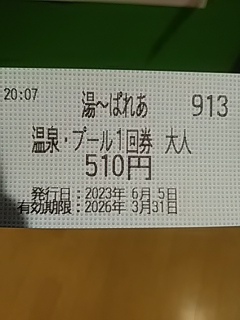 20:07 湯～ぱれあ 913
温泉・プール1回券 大人
510円
発行日：2023年 6月 5日
有効期限：2026年 3月31日